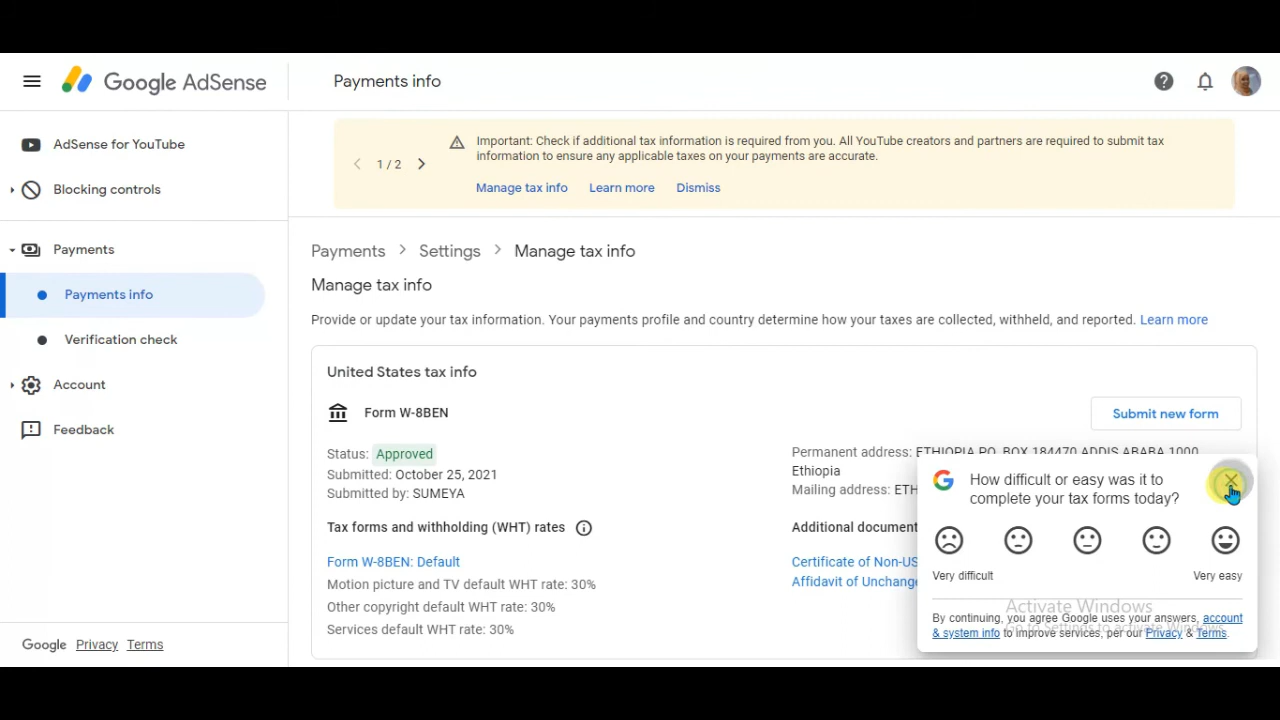 Google AdSense
Payments info
AdSense for YouTube
Blocking controls
Payments
Payments info
Verification check
Account
Feedback
Google Privacy Terms
1 / 2
Important: Check if additional tax information is required from you. All YouTube creators and partners are required to submit tax
information to ensure any applicable taxes on your payments are accurate.
Manage tax info Learn more Dismiss
Payments > Settings > Manage tax info
Manage tax info
Provide or update your tax information. Your payments profile and country determine how your taxes are collected, withheld, and reported. Learn more
United States tax info
Form W-8BEN
Submit new form
Status: Approved
Submitted: October 25, 2021
Submitted by: SUMEYA
Tax forms and withholding (WHT) rates
Form W-8BEN: Default
Motion picture and TV default WHT rate: 30%
Other copyright default WHT rate: 30%
Services default WHT rate: 30%
Permanent address: ETHIOPIA PO. BOX 184470 ADDIS ABABA 1000
Ethiopia
Mailing address: ETH
Additional document
Certificate of Non-US
Affidavit of Unchange
How difficult or easy was it to
complete your tax forms today?
Very difficult Very easy
Activate Windows
Go to Settings to activate Windows.
By continuing, you agree Google uses your answers, account
& system info to improve services, per our Privacy & Terms.